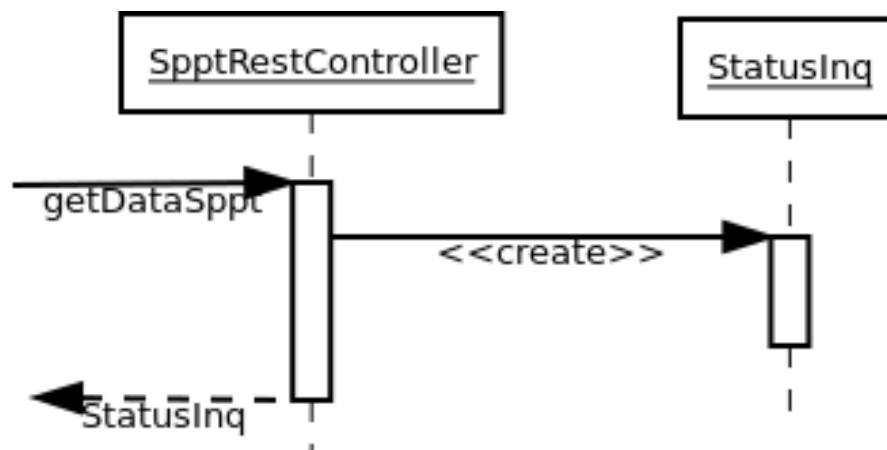 SpptRestController
StatusInq
getDataSppt
<<create>>
StatusInq